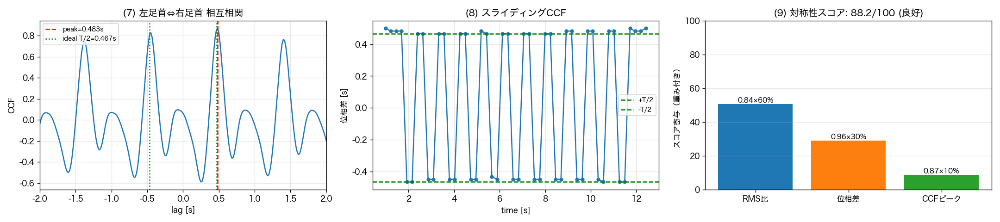 (7) 左足首⇔右足首 相互相関
peak=0.483s
ideal T/2=0.467s
CCF
0.8
0.6
0.4
0.2
0.0
-0.2
-0.4
-0.6
-2.0 -1.5 -1.0 -0.5 0.0 0.5 1.0 1.5 2.0
lag [s]
(8) スライディングCCF
位相差 [s]
0.4
0.2
0.0
-0.2
-0.4
+T/2
-T/2
2 4 6 8 10 12
time [s]
(9) 対称性スコア: 88.2/100 (良好)
スコア寄与（重み付き）
100
80
60
40
20
0
0.84×60%
0.96×30%
0.87×10%
RMS比 位相差 CCFピーク